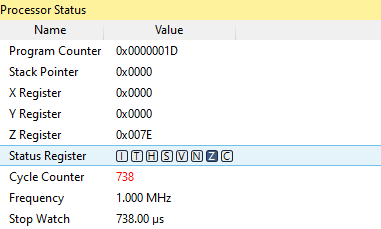 Processor Status
Name Value
Program Counter 0x0000001D
Stack Pointer 0x0000
X Register 0x0000
Y Register 0x0000
Z Register 0x007E
Status Register I T H S V N Z C
Cycle Counter 738
Frequency 1.000 MHz
Stop Watch 738.00 µs